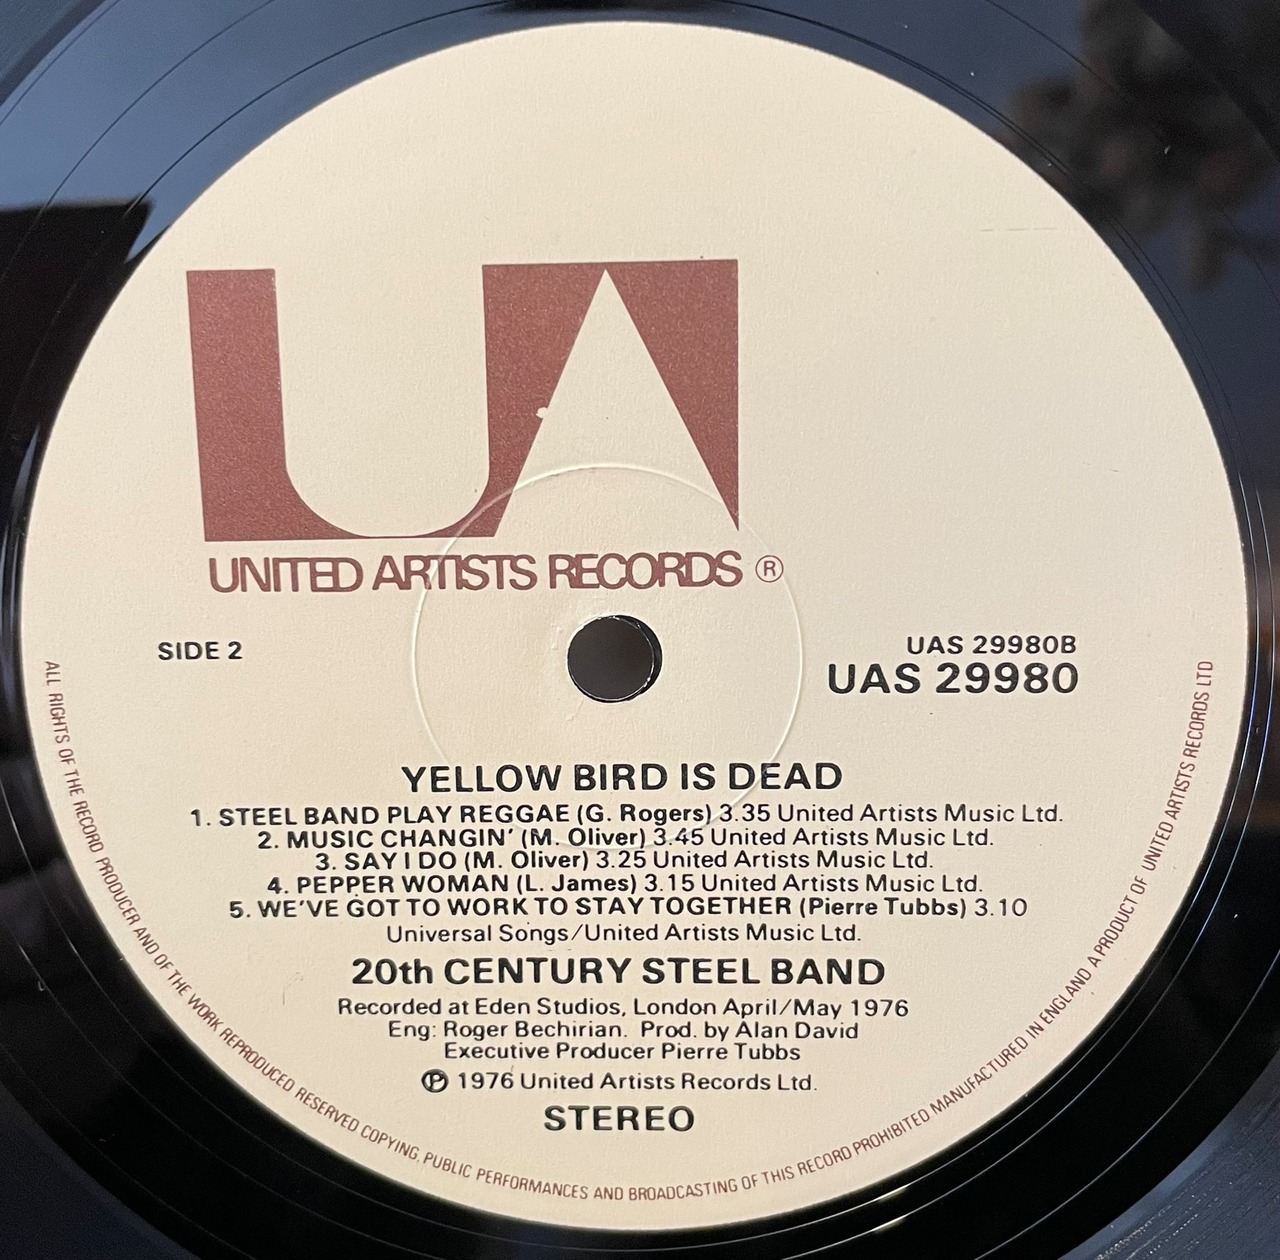 UA
UNITED ARTISTS RECORDS ®
SIDE 2
UAS 29980B
UAS 29980
YELLOW BIRD IS DEAD
1. STEEL BAND PLAY REGGAE (G. Rogers) 3.35 United Artists Music Ltd.
2. MUSIC CHANGIN' (M. Oliver) 3.45 United Artists Music Ltd.
3. SAY I DO (M. Oliver) 3.25 United Artists Music Ltd.
4. PEPPER WOMAN (L. James) 3.15 United Artists Music Ltd.
5. WE'VE GOT TO WORK TO STAY TOGETHER (Pierre Tubbs) 3.10
Universal Songs/United Artists Music Ltd.
20th CENTURY STEEL BAND
Recorded at Eden Studios, London April/May 1976
Eng: Roger Bechirian. Prod. by Alan David
Executive Producer Pierre Tubbs
℗ 1976 United Artists Records Ltd.
STEREO
ALL RIGHTS OF THE RECORD PRODUCER AND OF THE WORK REPRODUCED RESERVED COPYING, PUBLIC PERFORMANCES AND BROADCASTING OF THIS RECORD PROHIBITED MANUFACTURED IN ENGLAND A PRODUCT OF UNITED ARTISTS RECORDS LTD